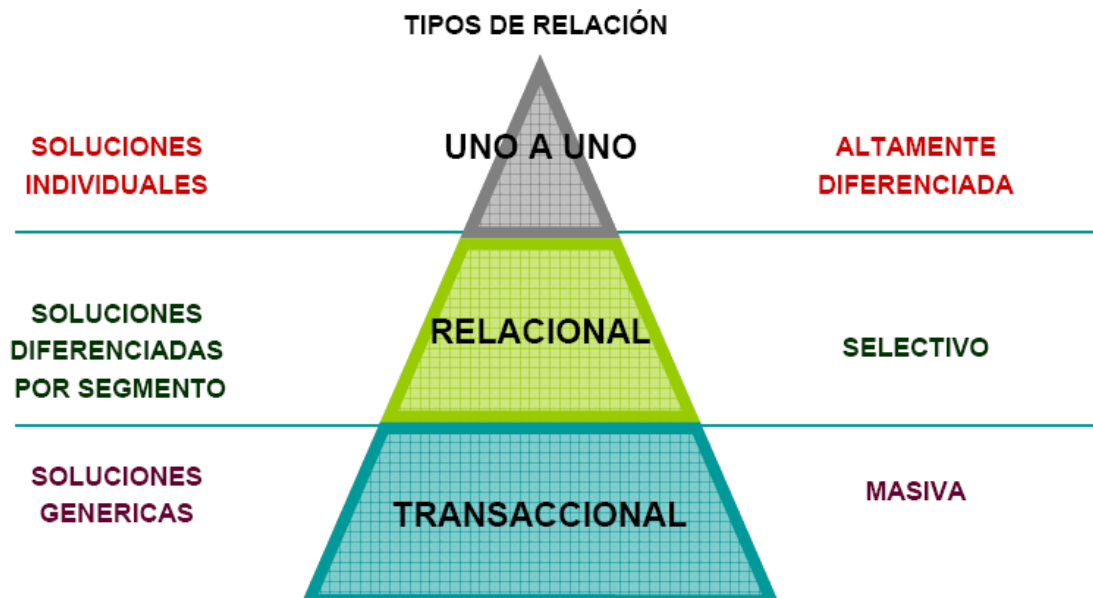 TIPOS DE RELACIÓN
SOLUCIONES
INDIVIDUALES
UNO A UNO
ALTAMENTE
DIFERENCIADA
SOLUCIONES
DIFERENCIADAS
POR SEGMENTO
RELACIONAL
SELECTIVO
SOLUCIONES
GENERICAS
TRANSACCIONAL
MASIVA